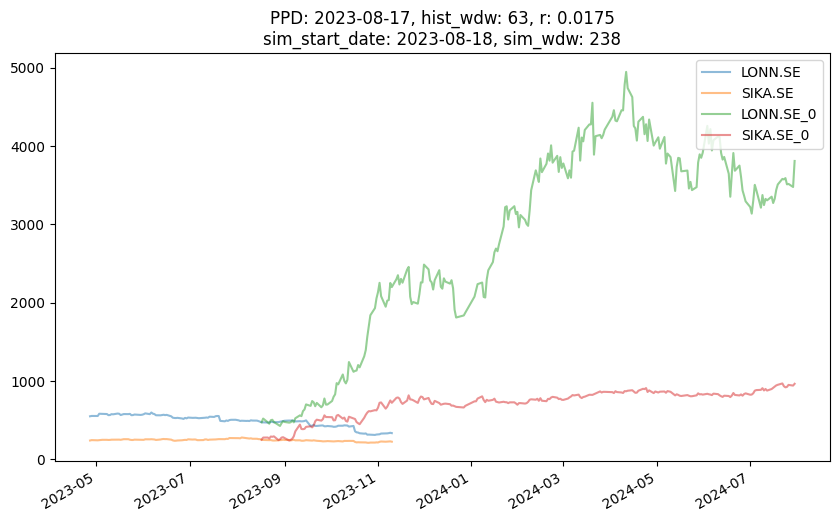 PPD: 2023-08-17, hist_wdw: 63, r: 0.0175
sim_start_date: 2023-08-18, sim_wdw: 238
5000
4000
3000
2000
1000
0
LONN.SE
SIKA.SE
LONN.SE_0
SIKA.SE_0
2023-05
2023-07
2023-09
2023-11
2024-01
2024-03
2024-05
2024-07